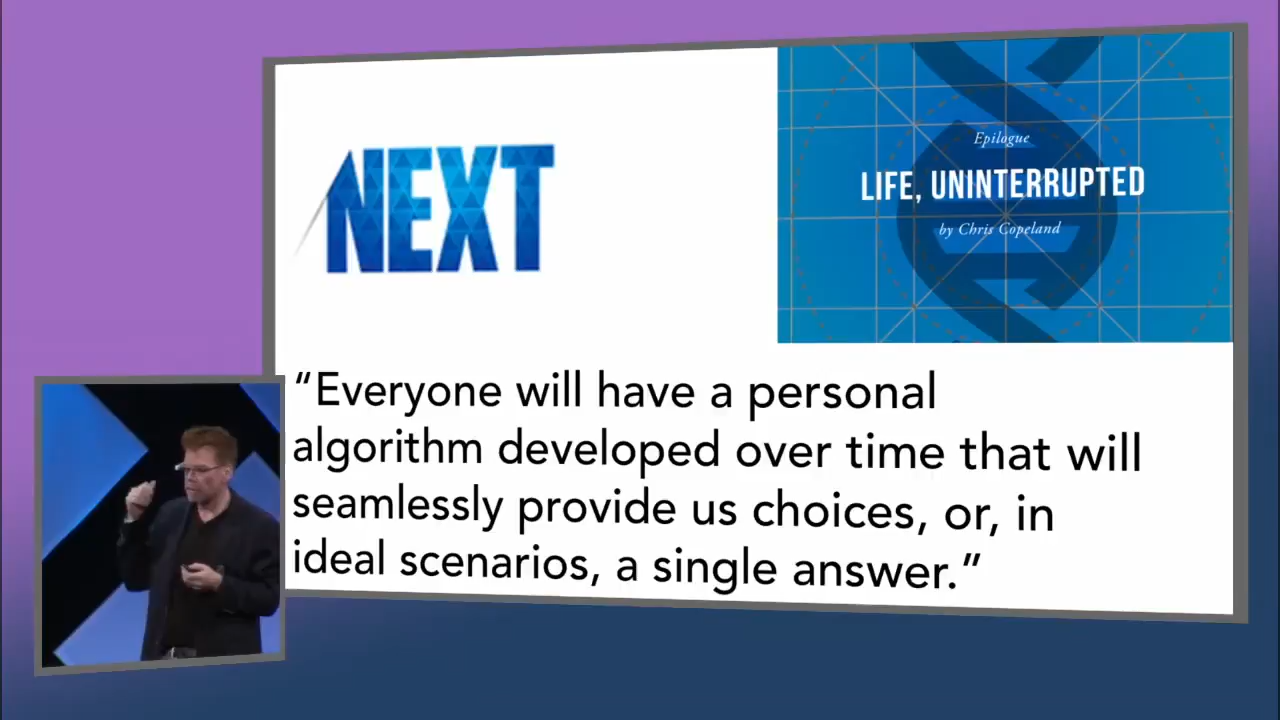 NEXT
Epilogue
LIFE, UNINTERRUPTED
by Chris Copeland
“Everyone will have a personal
algorithm developed over time that will
seamlessly provide us choices, or, in
ideal scenarios, a single answer.”